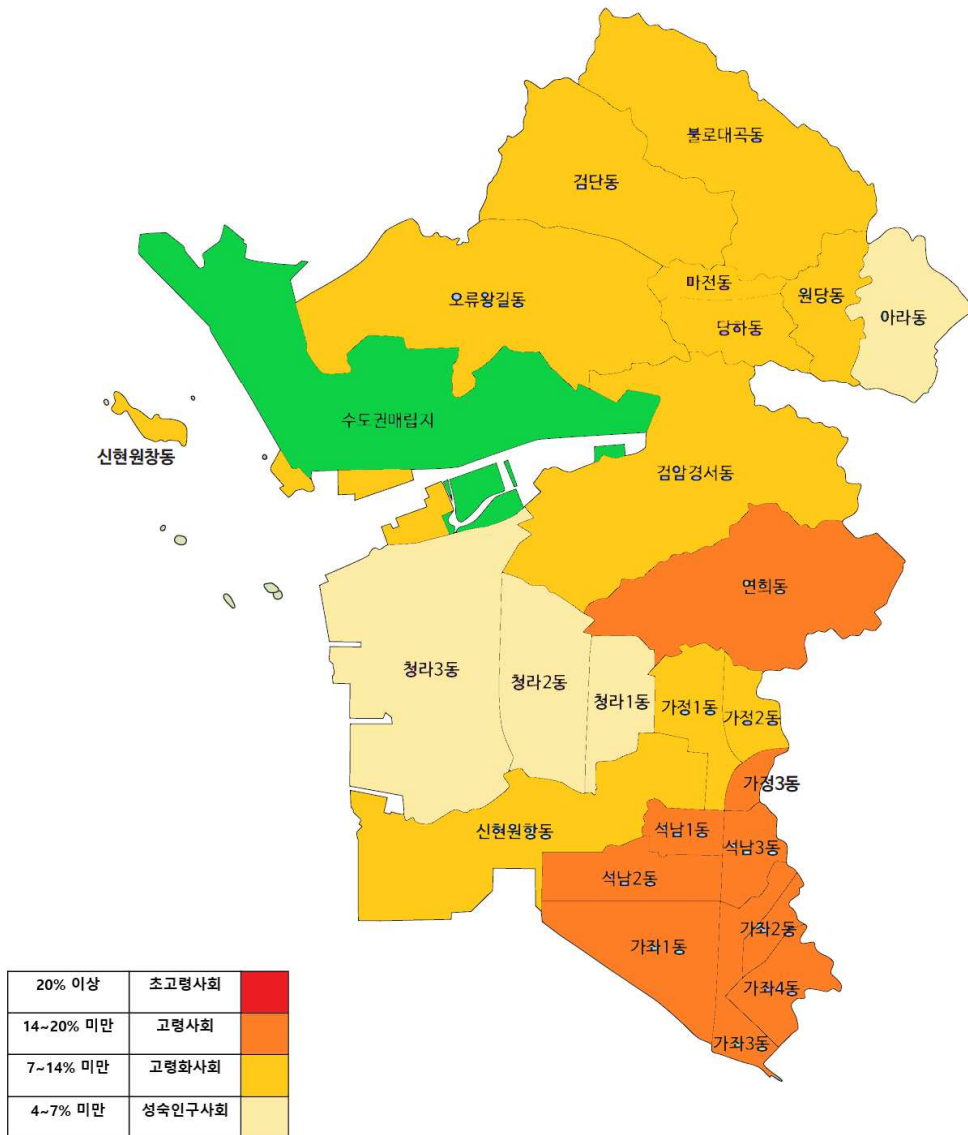 불로대곡동
검단동
마전동
원당동
오류왕길동
아라동
당하동
수도권매립지
신현원창동
검암경서동
연희동
청라3동
청라2동
청라1동
가정1동
가정2동
가정3동
신현원항동
석남1동
석남3동
석남2동
가좌2동
가좌1동
가좌4동
가좌3동
20% 이상 초고령사회
14~20% 미만 고령사회
7~14% 미만 고령화사회
4~7% 미만 성숙인구사회